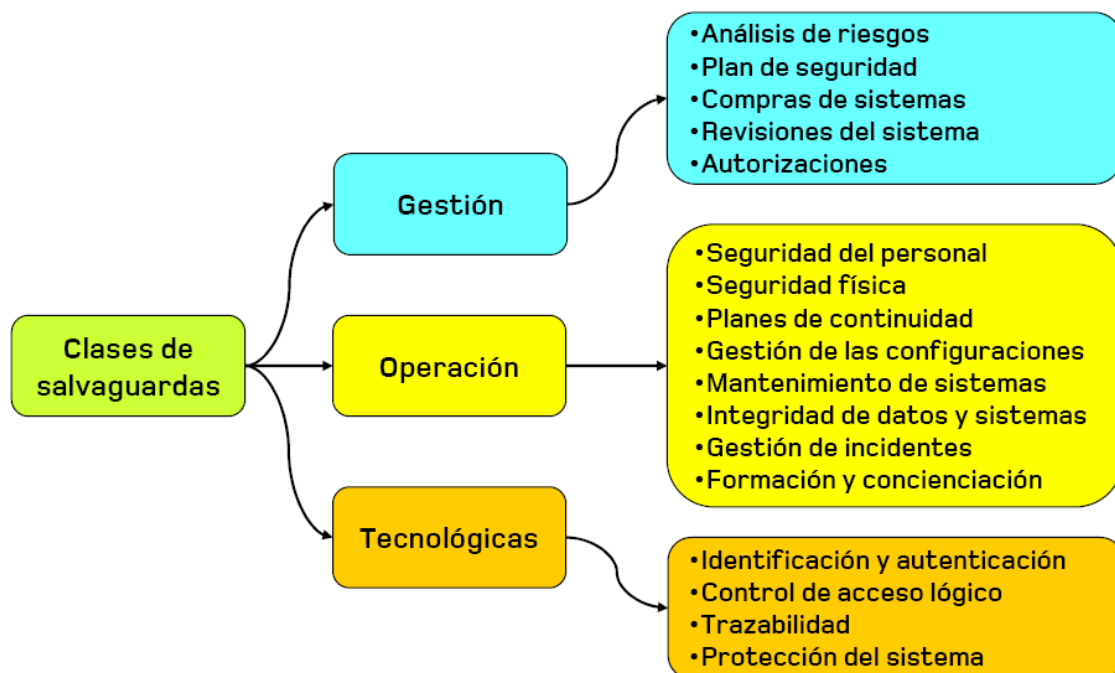 Clases de
salvaguardas
Gestión
•Análisis de riesgos
•Plan de seguridad
•Compras de sistemas
•Revisiones del sistema
•Autorizaciones
Operación
•Seguridad del personal
•Seguridad física
•Planes de continuidad
•Gestión de las configuraciones
•Mantenimiento de sistemas
•Integridad de datos y sistemas
•Gestión de incidentes
•Formación y concienciación
Tecnológicas
•Identificación y autenticación
•Control de acceso lógico
•Trazabilidad
•Protección del sistema